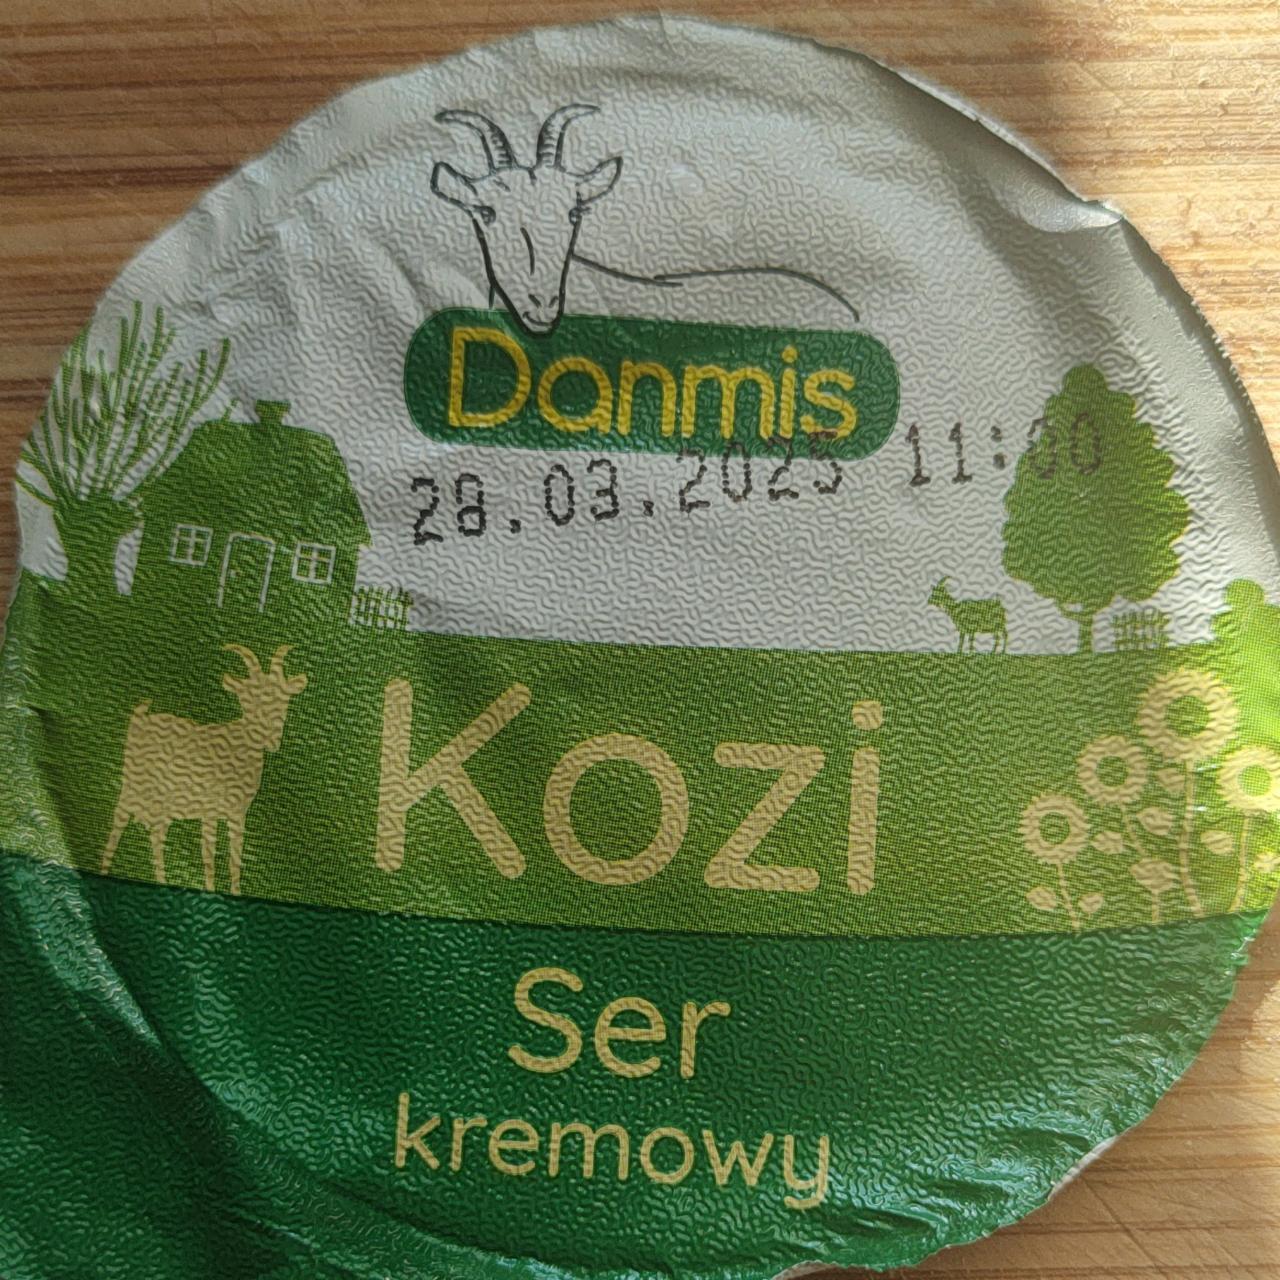 Danmis
28.03.2025 11:00
Kozi
Ser
kremowy